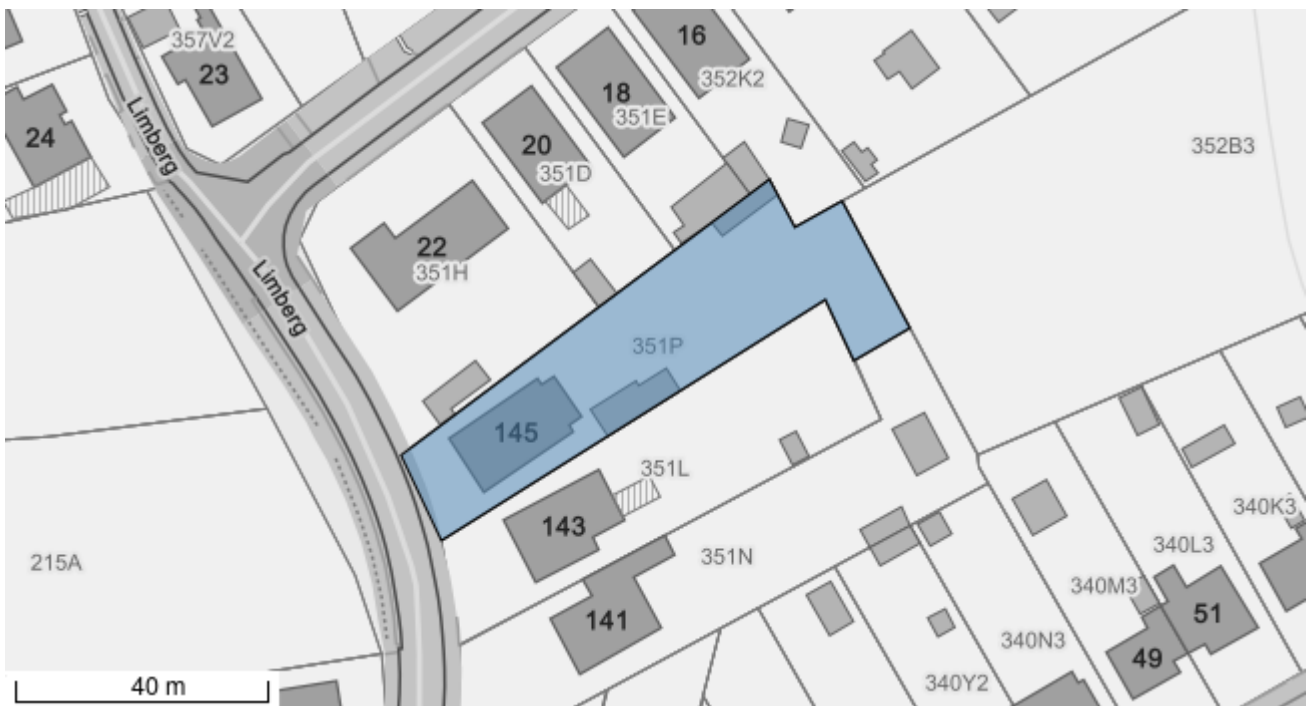 16
357V2
23
352K2
18
351E
Limberg
24
20
352B3
351D
22
351H
Limberg
351P
145
351L
340K3
143
340L3
215A
351N
340M3
51
141
340N3
49
340Y2
40 m